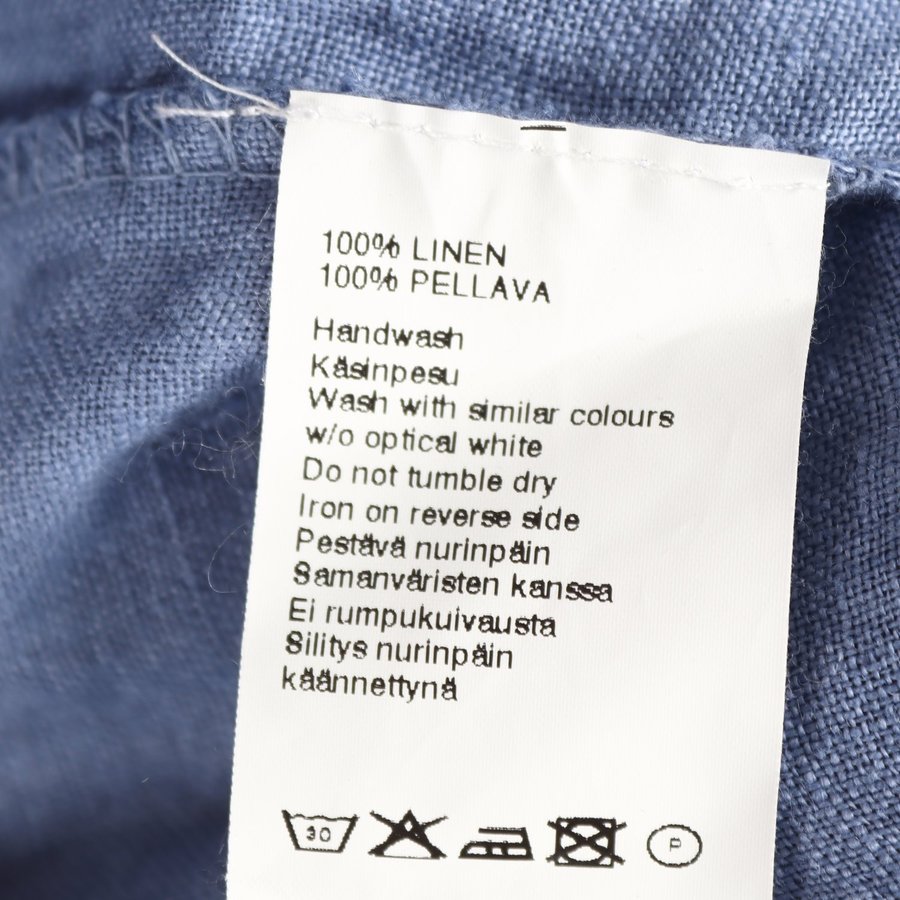 100% LINEN
100% PELLAVA
Handwash
Käsinpesu
Wash with similar colours
w/o optical white
Do not tumble dry
Iron on reverse side
Pestävä nurinpäin
Samanväristen kanssa
Ei rumpukuivausta
Silitys nurinpäin
käännettynä
30 P